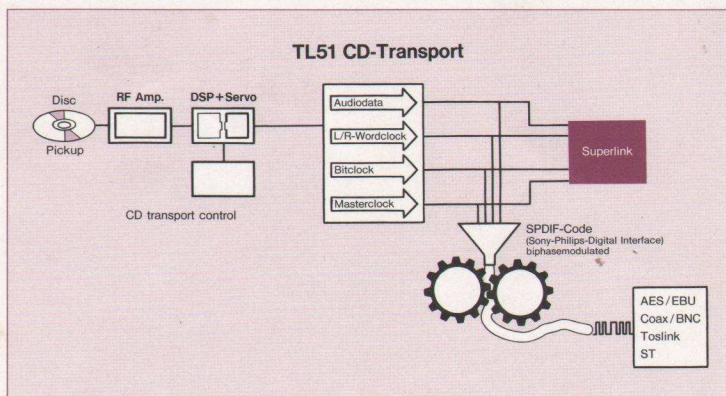 TL51 CD-Transport
Disc
RF Amp.
DSP+Servo
Pickup
CD transport control
Audiodata
L/R-Wordclock
Bitclock
Masterclock
Superlink
SPDIF-Code
(Sony-Philips-Digital Interface)
biphasemodulated
AES/EBU
Coax/BNC
Toslink
ST